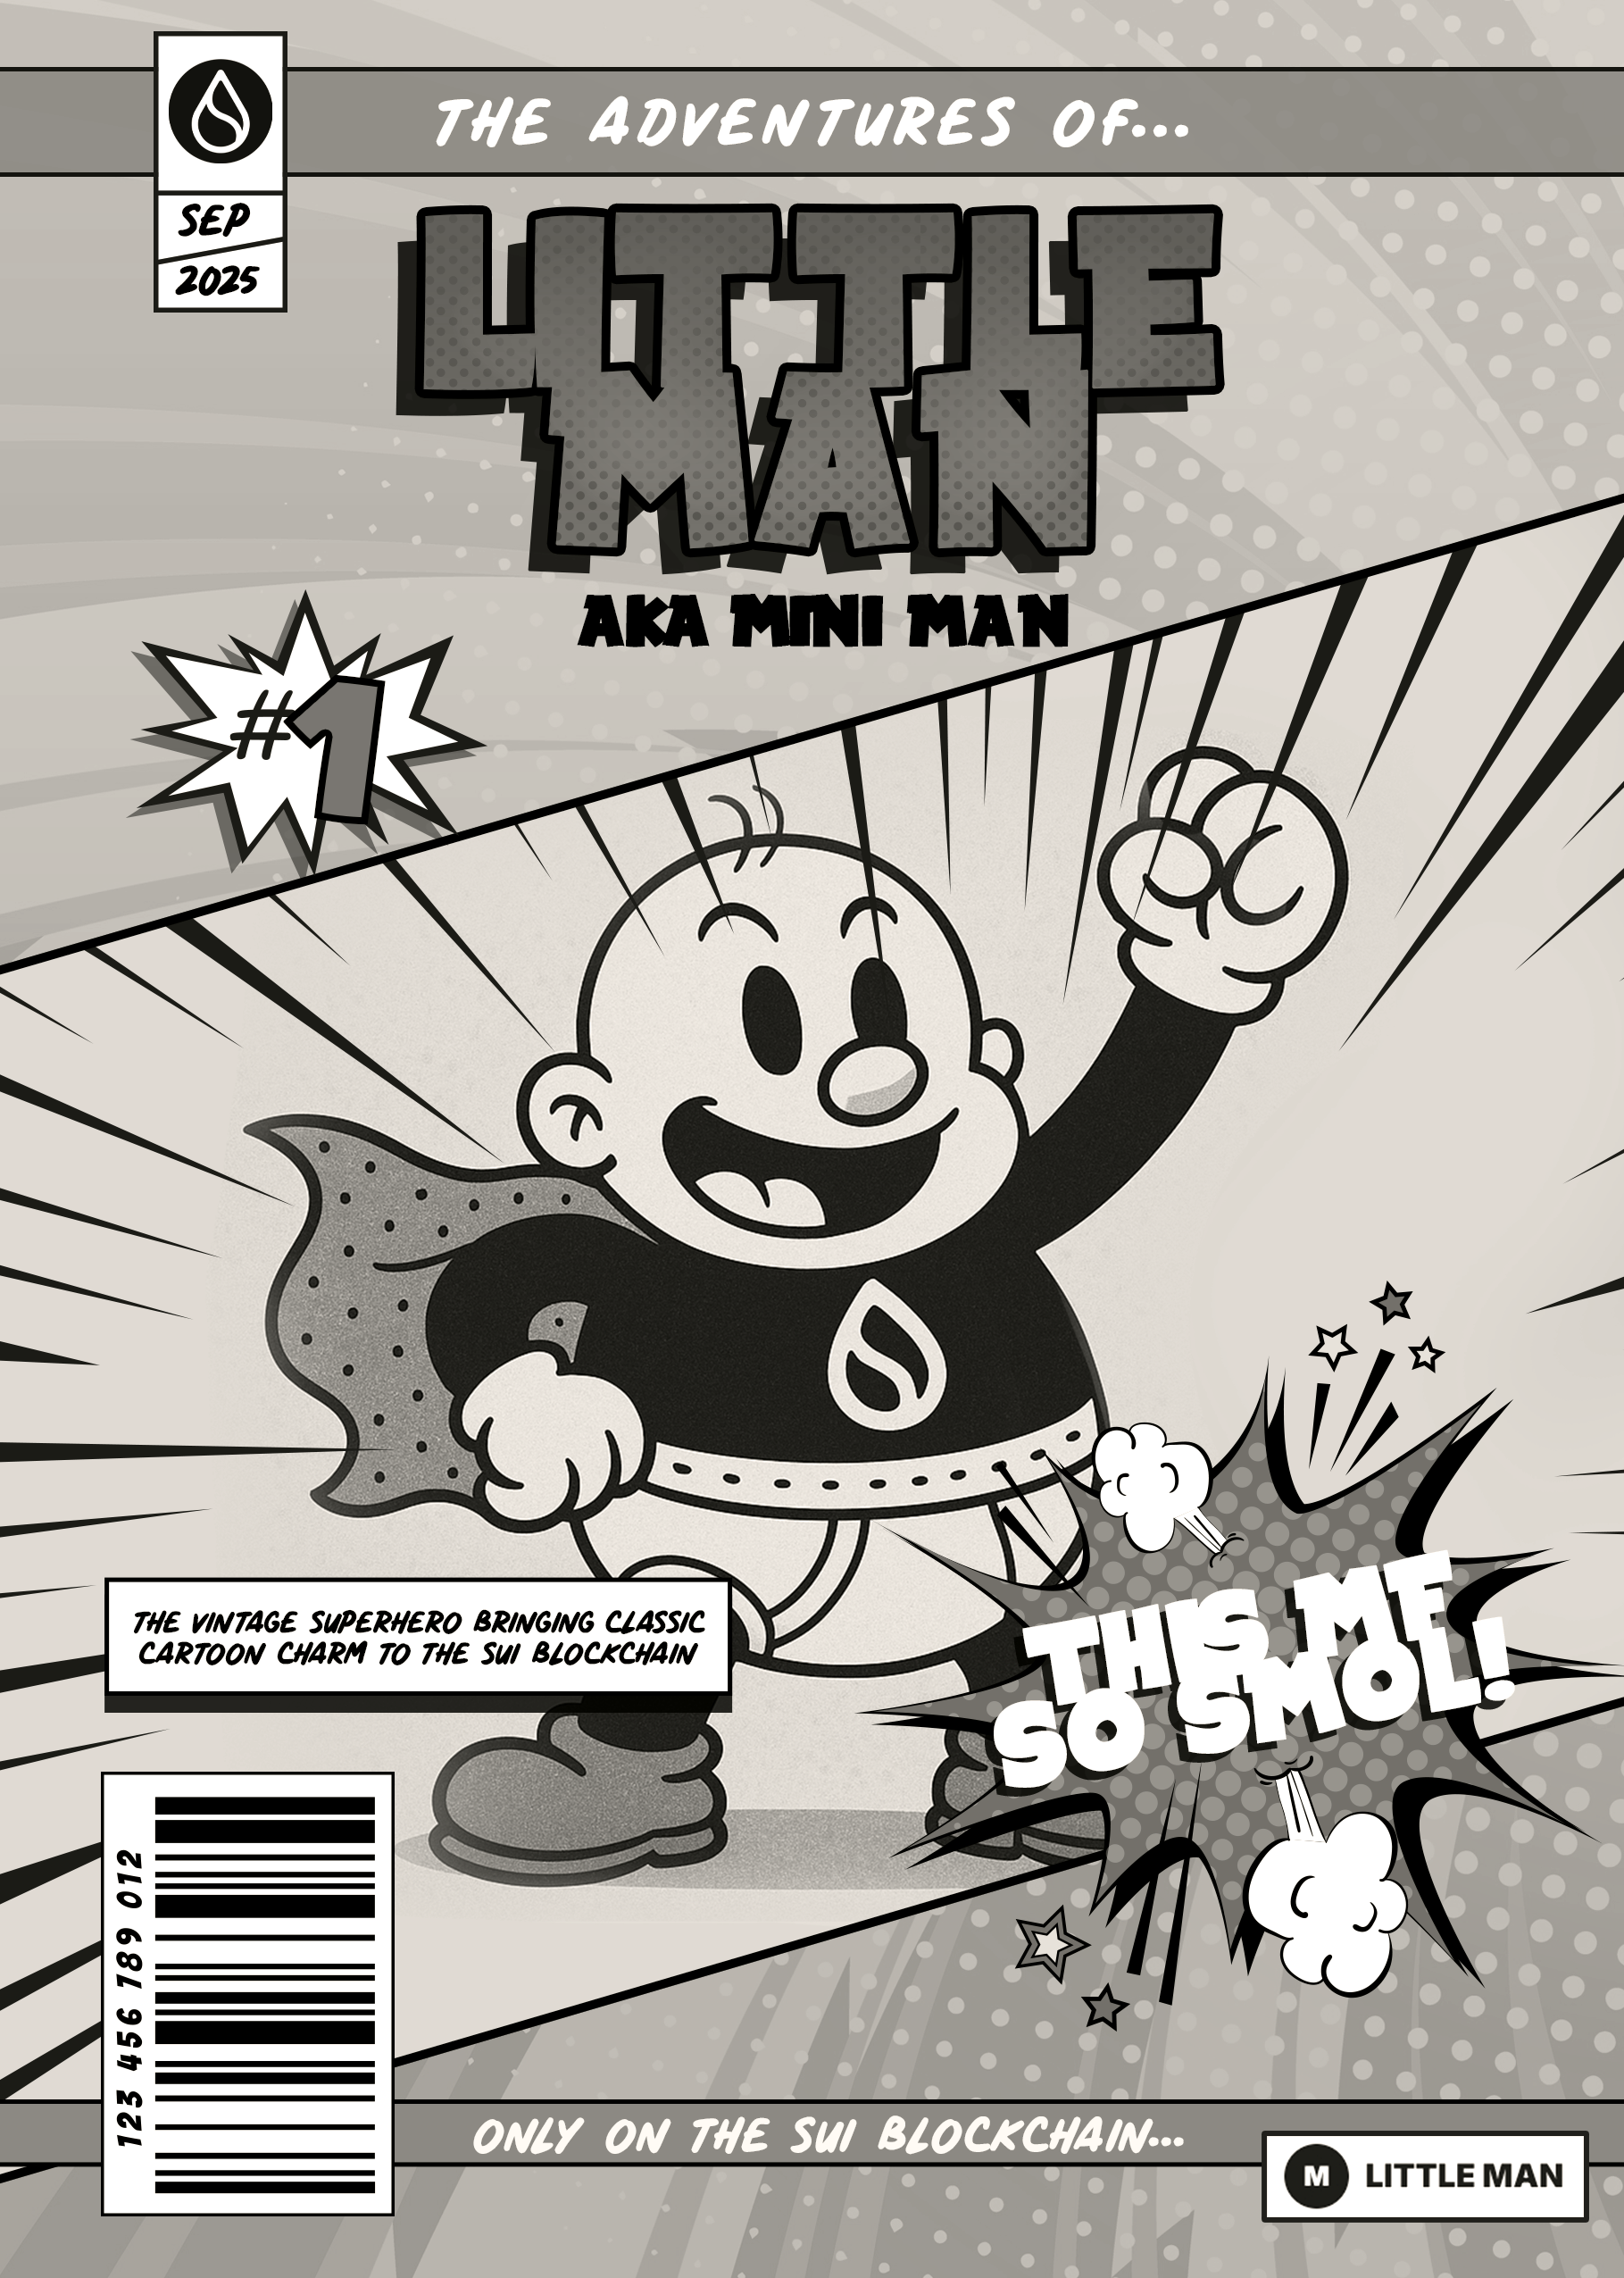 THE ADVENTURES OF...
SEP
2025
LITTLE
MAN
AKA MINI MAN
#1
THE VINTAGE SUPERHERO BRINGING CLASSIC
CARTOON CHARM TO THE SUI BLOCKCHAIN
THIS ME
SO SMOL!
123 456 789 012
ONLY ON THE SUI BLOCKCHAIN...
M LITTLE MAN